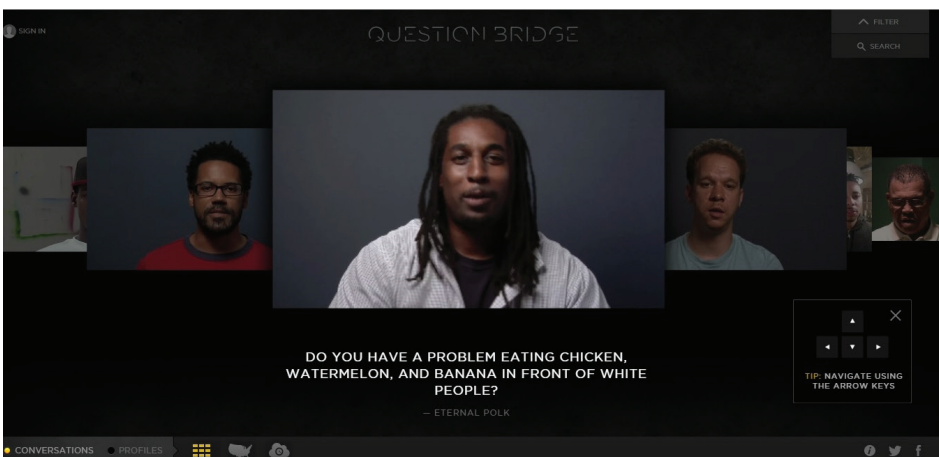 SIGN IN
QUESTION BRIDGE
FILTER
SEARCH
DO YOU HAVE A PROBLEM EATING CHICKEN,
WATERMELON, AND BANANA IN FRONT OF WHITE
PEOPLE?
— ETERNAL POLK
TIP: NAVIGATE USING
THE ARROW KEYS
CONVERSATIONS
PROFILES